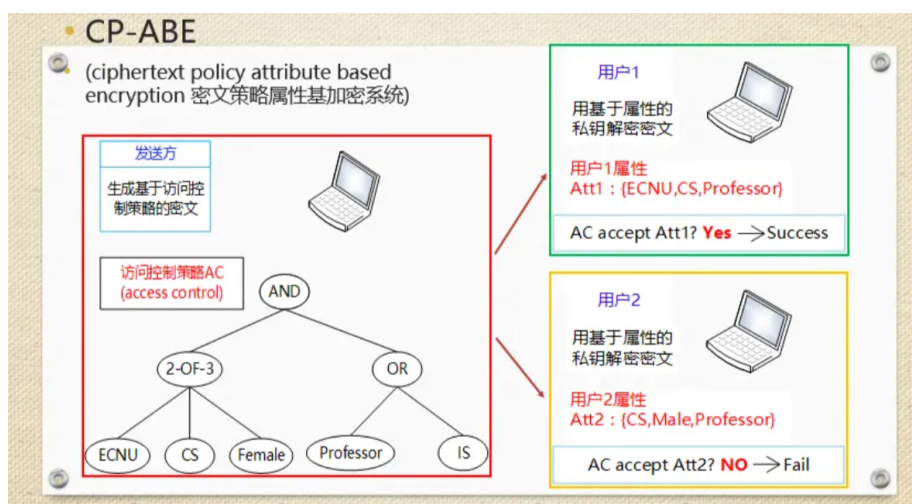 CP-ABE
(ciphertext policy attribute based
encryption 密文策略属性基加密系统)
发送方
生成基于访问控
制策略的密文
访问控制策略AC
(access control)
AND
2-OF-3
OR
ECNU
CS
Female
Professor
IS
用户1
用基于属性的
私钥解密密文
用户1属性
Att1：{ECNU,CS,Professor}
AC accept Att1? Yes →Success
用户2
用基于属性的
私钥解密密文
用户2属性
Att2：{CS,Male,Professor}
AC accept Att2? NO →Fail